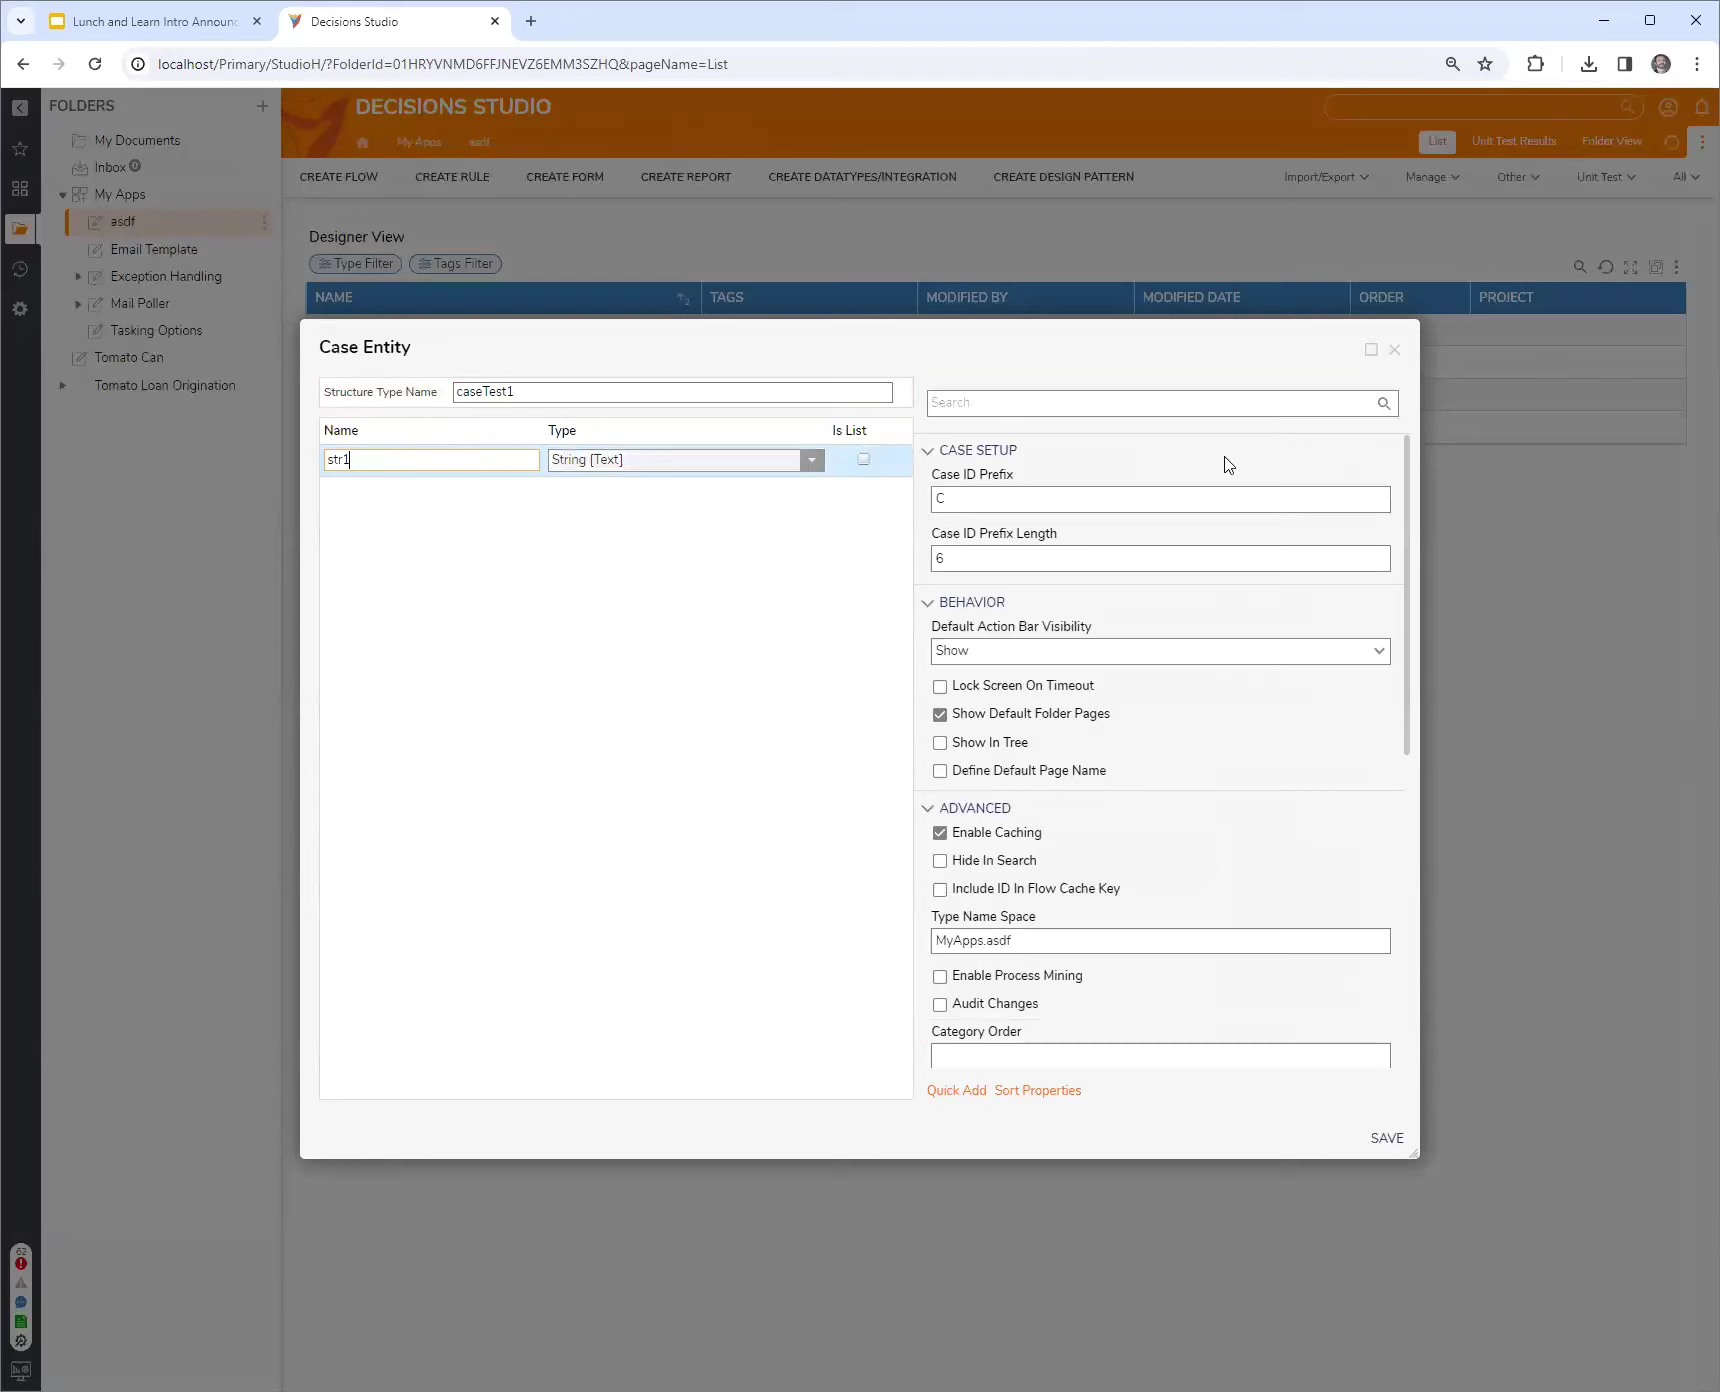 Lunch and Learn Intro Announc
Decisions Studio
localhost/Primary/StudioH/?FolderId=01HRYVNMD6FFJNEVZ6EMM3SZHQ&pageName=List
FOLDERS
My Documents
Inbox 0
My Apps
asdf
Email Template
Exception Handling
Mail Poller
Tasking Options
Tomato Can
Tomato Loan Origination
62
DECISIONS STUDIO
My Apps
asdf
List
Unit Test Results
Folder View
CREATE FLOW
CREATE RULE
CREATE FORM
CREATE REPORT
CREATE DATATYPES/INTEGRATION
CREATE DESIGN PATTERN
Import/Export
Manage
Other
Unit Test
All
Designer View
Type Filter
Tags Filter
NAME
TAGS
MODIFIED BY
MODIFIED DATE
ORDER
PROJECT
Case Entity
Structure Type Name
caseTest1
Name
Type
Is List
str1
String [Text]
Search
CASE SETUP
Case ID Prefix
C
Case ID Prefix Length
6
BEHAVIOR
Default Action Bar Visibility
Show
Lock Screen On Timeout
Show Default Folder Pages
Show In Tree
Define Default Page Name
ADVANCED
Enable Caching
Hide In Search
Include ID In Flow Cache Key
Type Name Space
MyApps.asdf
Enable Process Mining
Audit Changes
Category Order
Quick Add
Sort Properties
SAVE